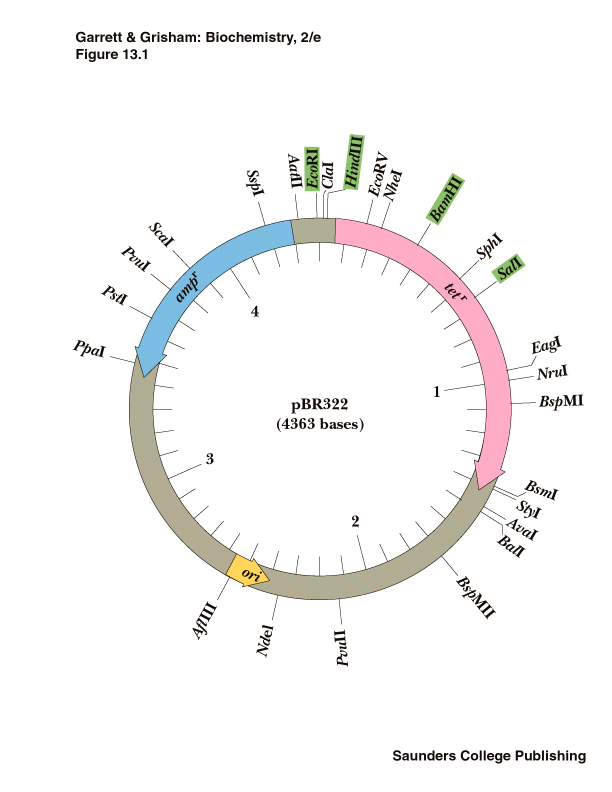 Garrett & Grisham: Biochemistry, 2/e
Figure 13.1
SspI
AatII
EcoRI
ClaI
HindIII
EcoRV
NheI
BamHI
SphI
SalI
EagI
NruI
BspMI
BsmI
StyI
AvaI
BalI
BspMII
PvuII
NdeI
AflIII
PpaI
PstI
PvuI
ScaI
ampr
tetr
ori
4
1
3
2
pBR322
(4363 bases)
Saunders College Publishing